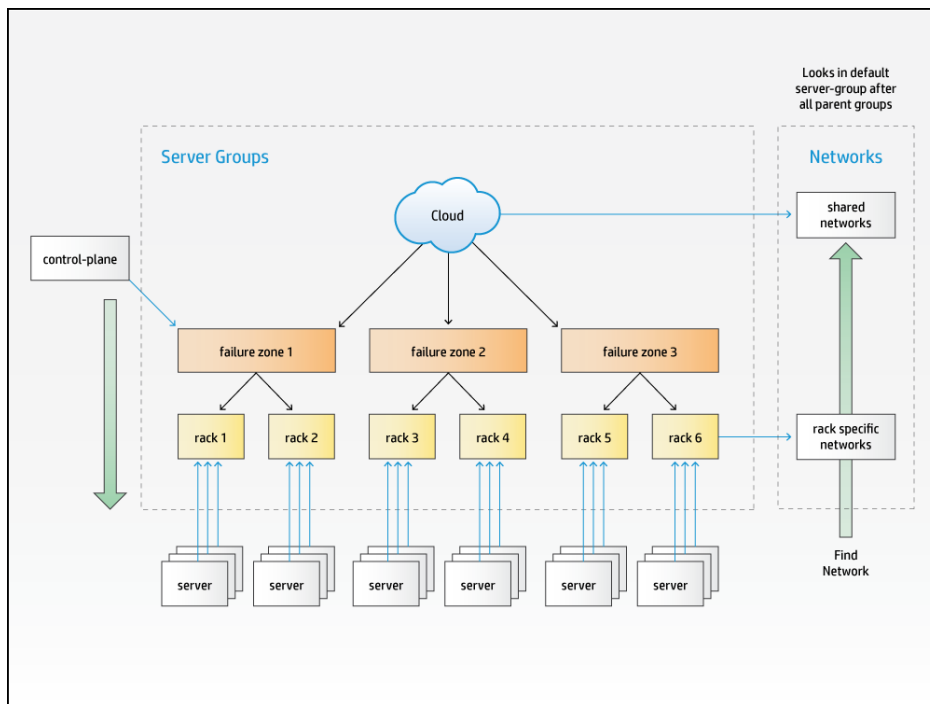 Looks in default
server-group after
all parent groups
Server Groups
Networks
Cloud
shared
networks
control-plane
failure zone 1
failure zone 2
failure zone 3
rack 1
rack 2
rack 3
rack 4
rack 5
rack 6
rack specific
networks
server
server
server
server
server
server
Find
Network